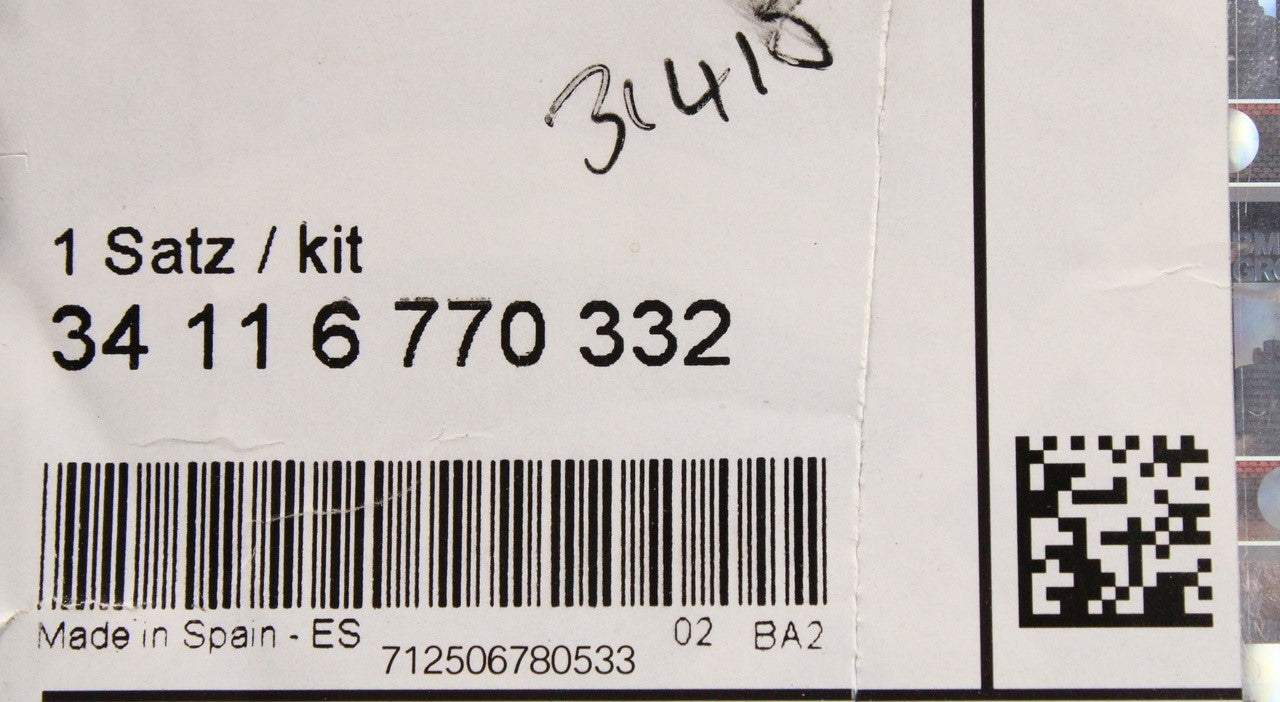 31418
1 Satz / kit
34 11 6 770 332
Made in Spain - ES
712506780533
02 BA2